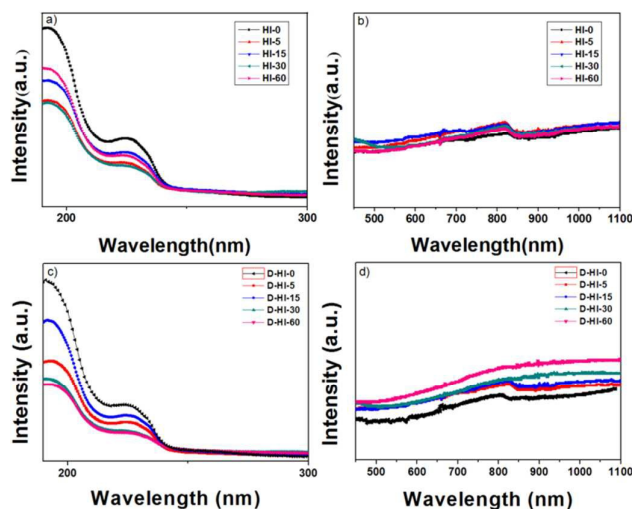 a)
HI-0
HI-5
HI-15
HI-30
HI-60
Intensity(a.u.)
200
300
Wavelength(nm)
b)
HI-0
HI-5
HI-15
HI-30
HI-60
Intensity(a.u.)
500 600 700 800 900 1000 1100
Wavelength(nm)
c)
D-HI-0
D-HI-5
D-HI-15
D-HI-30
D-HI-60
Intensity (a.u.)
200
300
Wavelength (nm)
d)
D-HI-0
D-HI-5
D-HI-15
D-HI-30
D-HI-60
Intensity (a.u.)
500 600 700 800 900 1000 1100
Wavelength (nm)